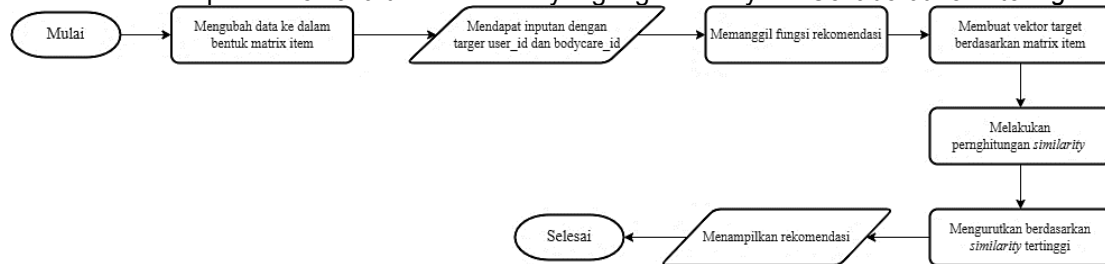 Mulai
Mengubah data ke dalam
bentuk matrix item
Mendapat inputan dengan
targer user_id dan bodycare_id
Memanggil fungsi rekomendasi
Membuat vektor target
berdasarkan matrix item
Melakukan
pernghitungan similarity
Mengurutkan berdasarkan
similarity tertinggi
Menampilkan rekomendasi
Selesai